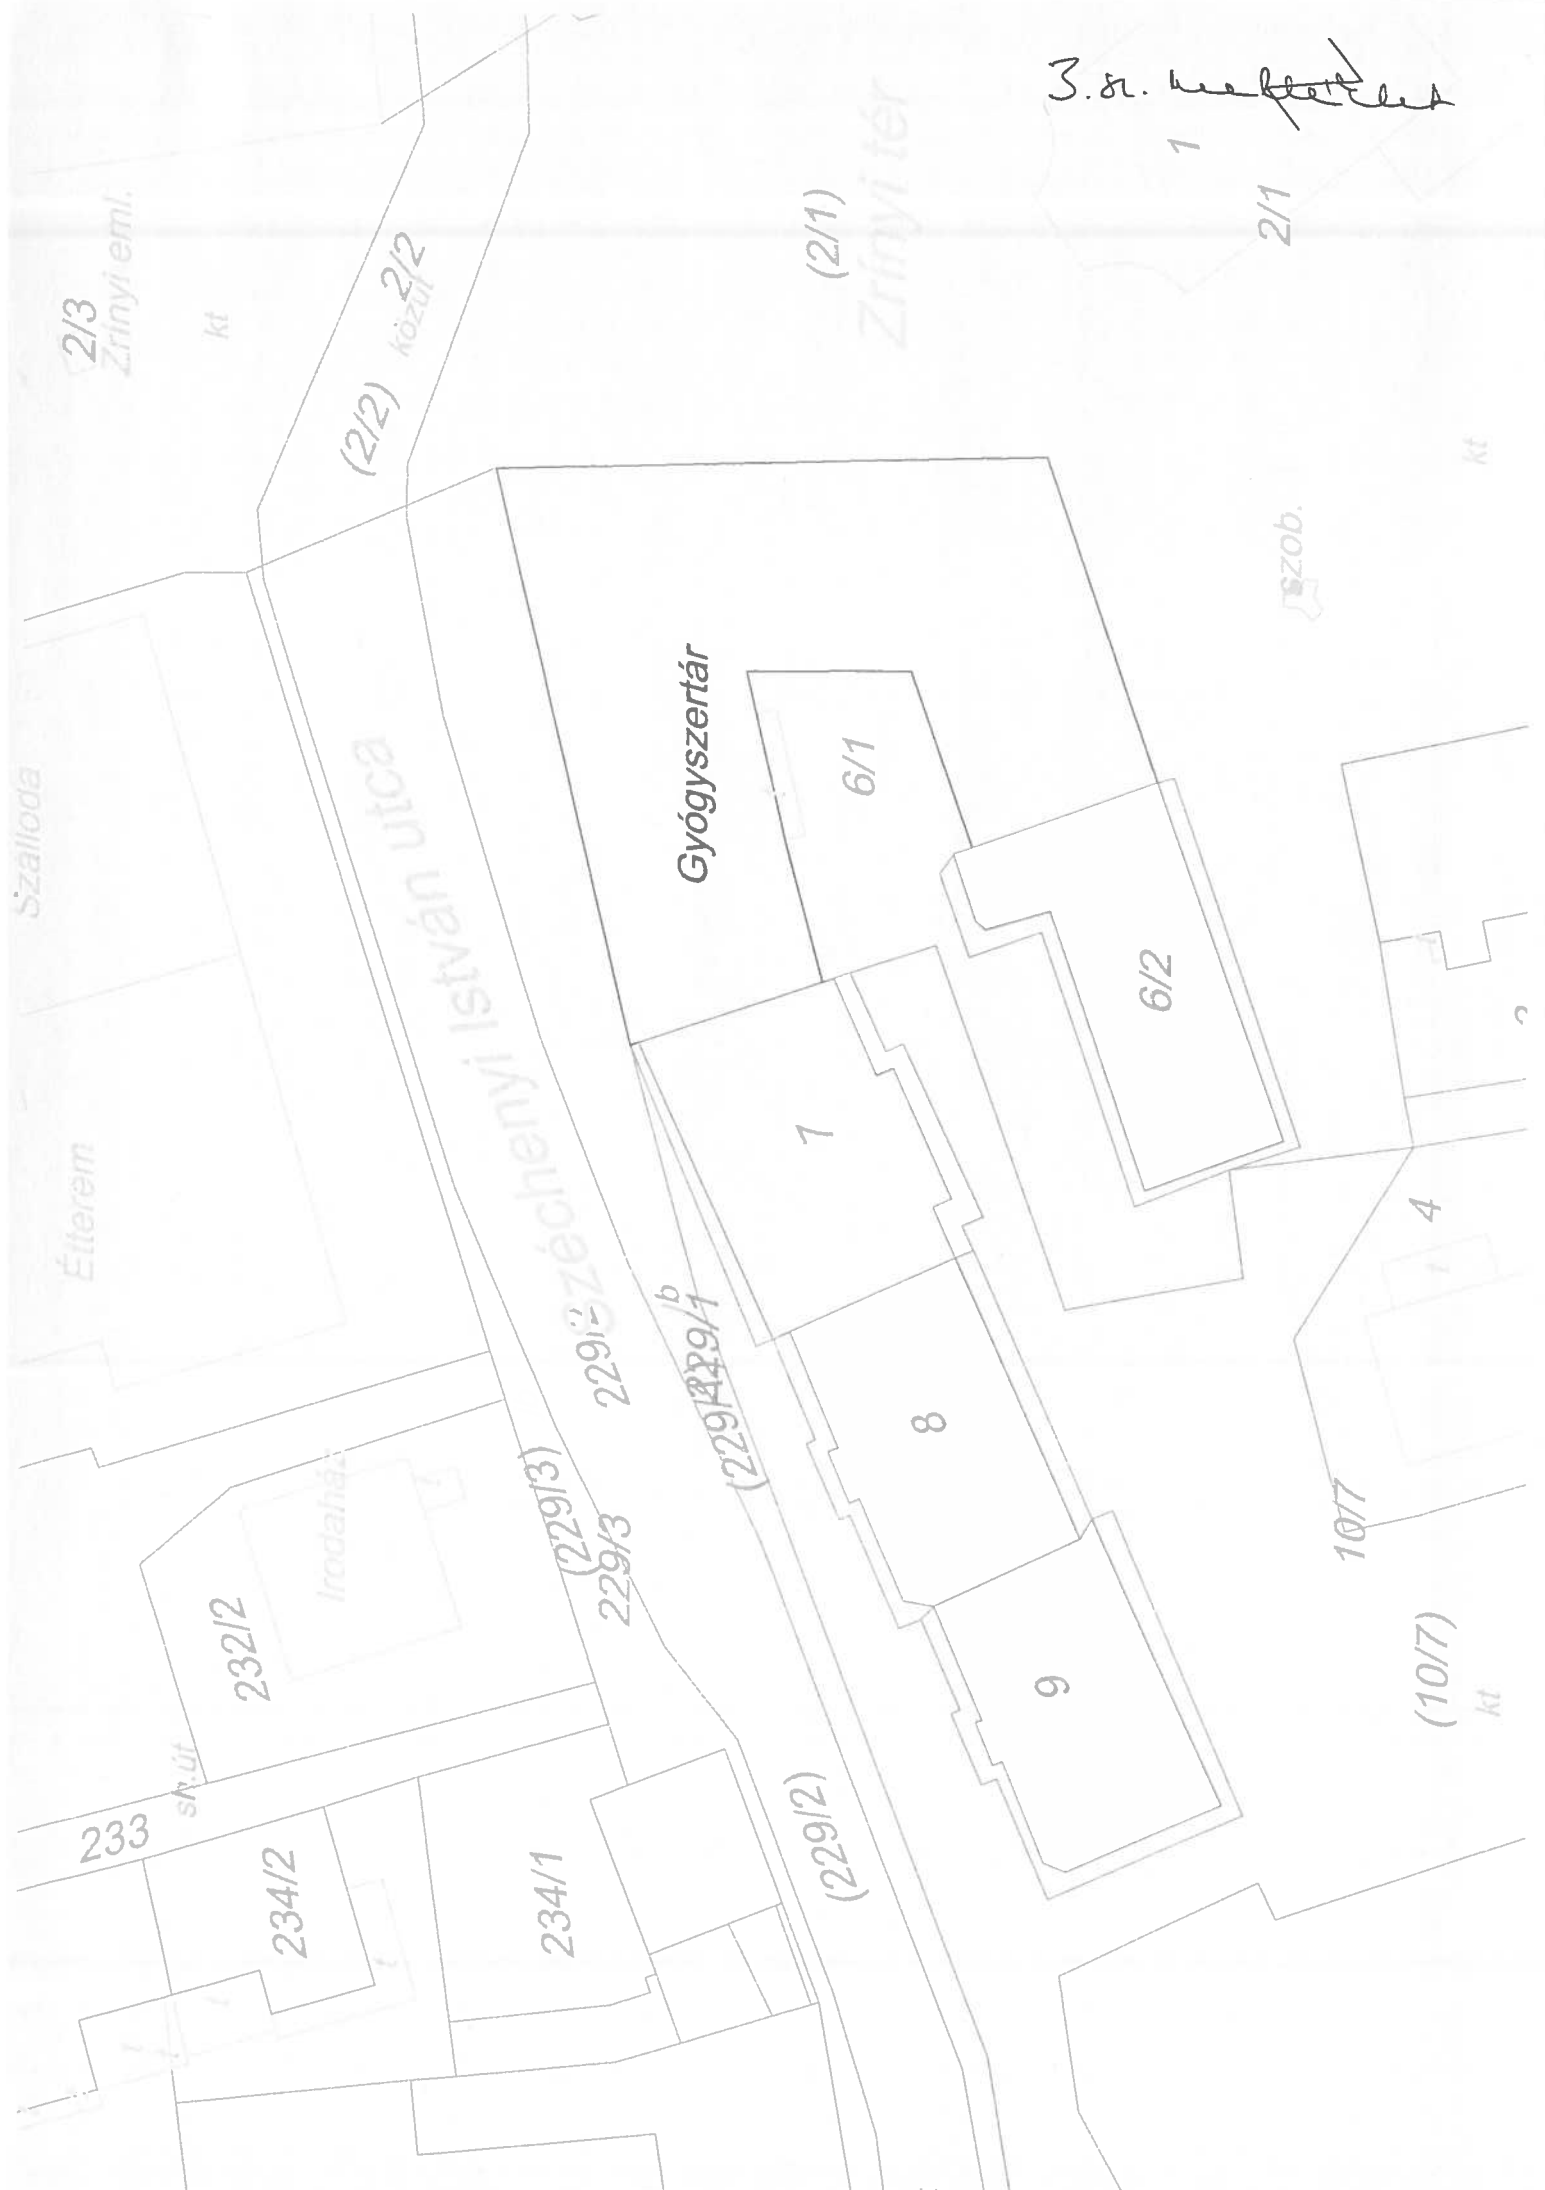 3. sz. melléklet
2/3
Zrínyi eml.
kt
2/2
közút
(2/2)
(2/1)
Zrínyi tér
1
2/1
kt
szob.
Szálloda
Étterem
Széchenyi István utca
Gyógyszertár
6/1
6/2
7
8
9
4
t
t
10/7
(10/7)
kt
229/2
b
229/1
(229/3)
229/3
(229/2)
Irodaház
t
232/2
sh.út
233
234/2
234/1
t
t
t
t